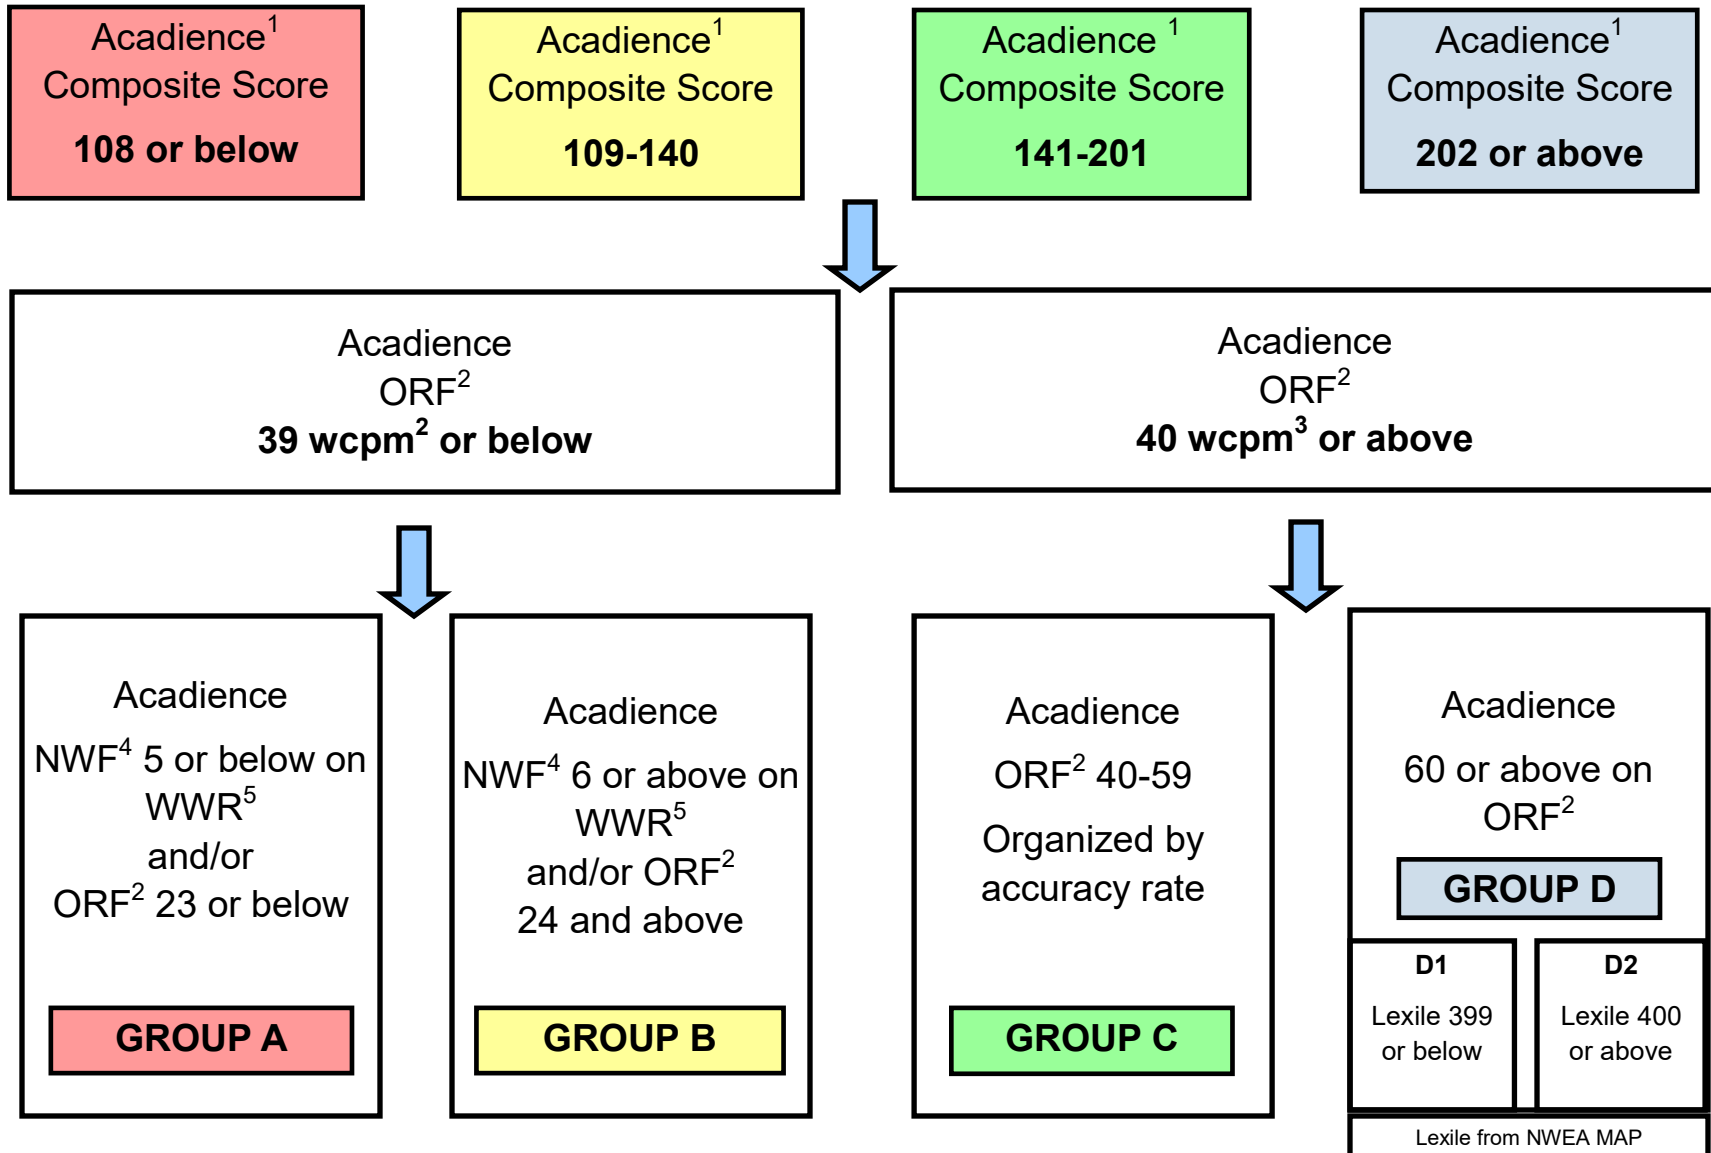 Acadience¹
Composite Score
108 or below
Acadience¹
Composite Score
109-140
Acadience ¹
Composite Score
141-201
Acadience¹
Composite Score
202 or above
Acadience
ORF²
39 wcpm² or below
Acadience
ORF²
40 wcpm³ or above
Acadience
NWF⁴ 5 or below on
WWR⁵
and/or
ORF² 23 or below
GROUP A
Acadience
NWF⁴ 6 or above on
WWR⁵
and/or ORF²
24 and above
GROUP B
Acadience
ORF² 40-59
Organized by
accuracy rate
GROUP C
Acadience
60 or above on
ORF²
GROUP D
D1
Lexile 399
or below
D2
Lexile 400
or above
Lexile from NWEA MAP